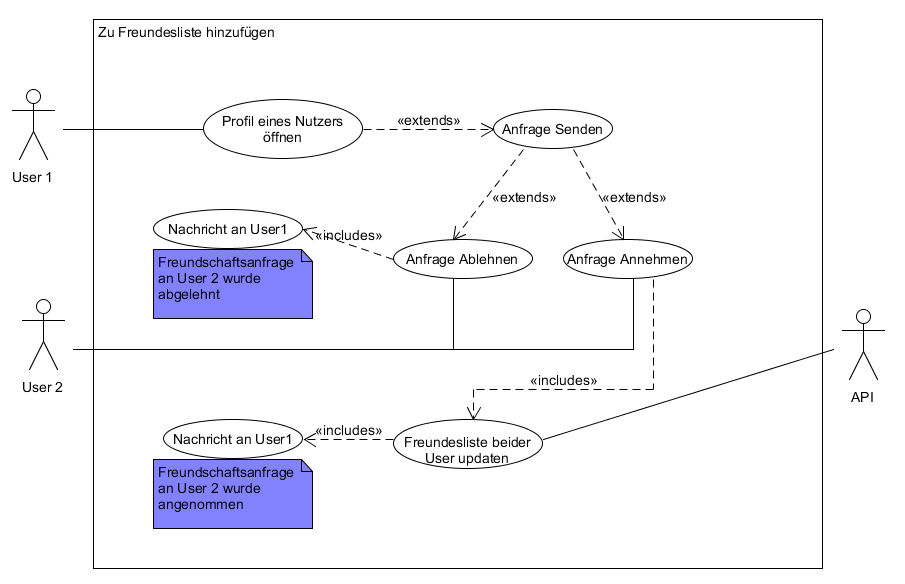 Zu Freundesliste hinzufügen
Profil eines Nutzers
öffnen
«extends»
Anfrage Senden
User 1
«extends»
«extends»
Nachricht an User1
«includes»
Anfrage Ablehnen
Anfrage Annehmen
Freundschaftsanfrage
an User 2 wurde
abgelehnt
User 2
API
«includes»
Nachricht an User1
«includes»
Freundesliste beider
User updaten
Freundschaftsanfrage
an User 2 wurde
angenommen